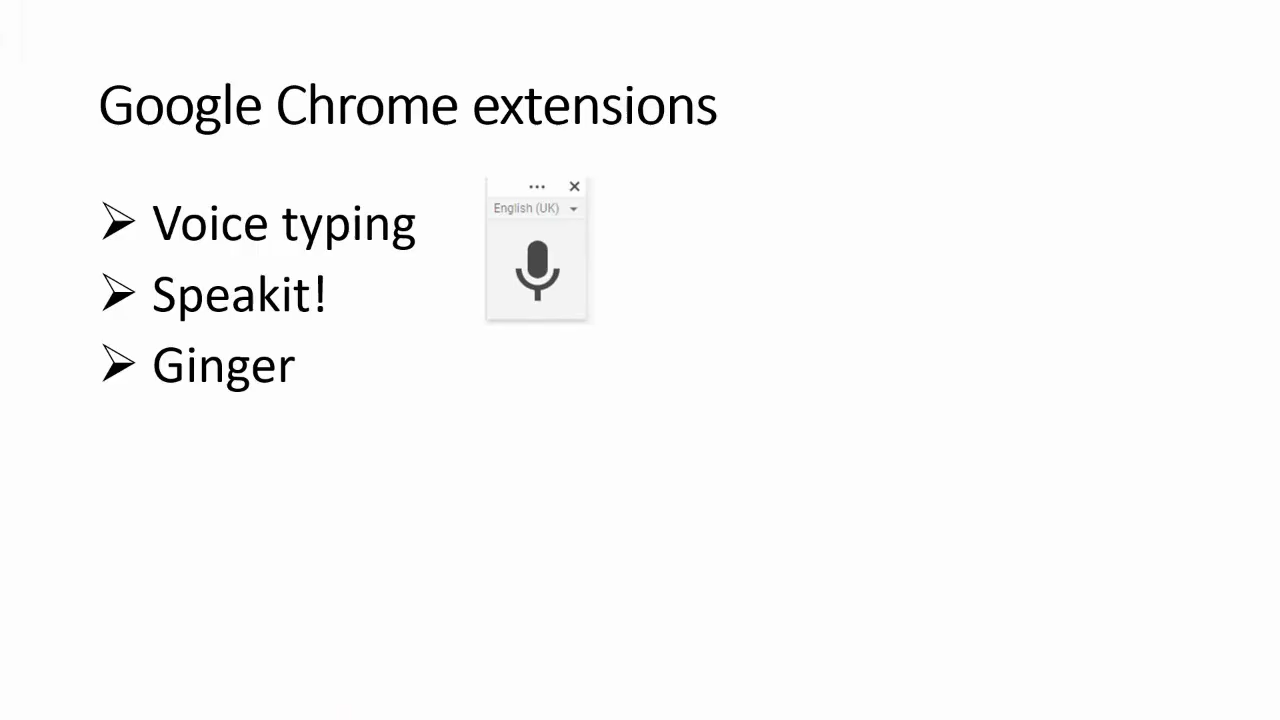 Google Chrome extensions
Voice typing
English (UK)
Speakit!
Ginger